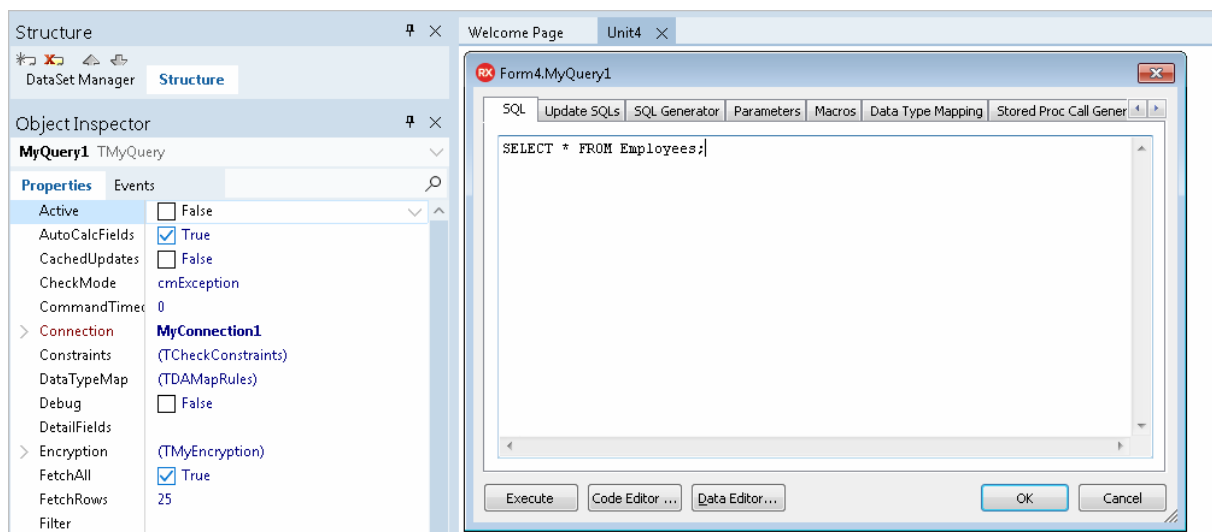 Structure
DataSet Manager Structure
Object Inspector
MyQuery1 TMyQuery
Properties Events
Active False
AutoCalcFields True
CachedUpdates False
CheckMode cmException
CommandTimeo 0
Connection MyConnection1
Constraints (TCheckConstraints)
DataTypeMap (TDAMapRules)
Debug False
DetailFields
Encryption (TMyEncryption)
FetchAll True
FetchRows 25
Filter
Welcome Page Unit4
RX Form4.MyQuery1
SQL Update SQLs SQL Generator Parameters Macros Data Type Mapping Stored Proc Call Gener
SELECT * FROM Employees;
Execute Code Editor ... Data Editor... OK Cancel